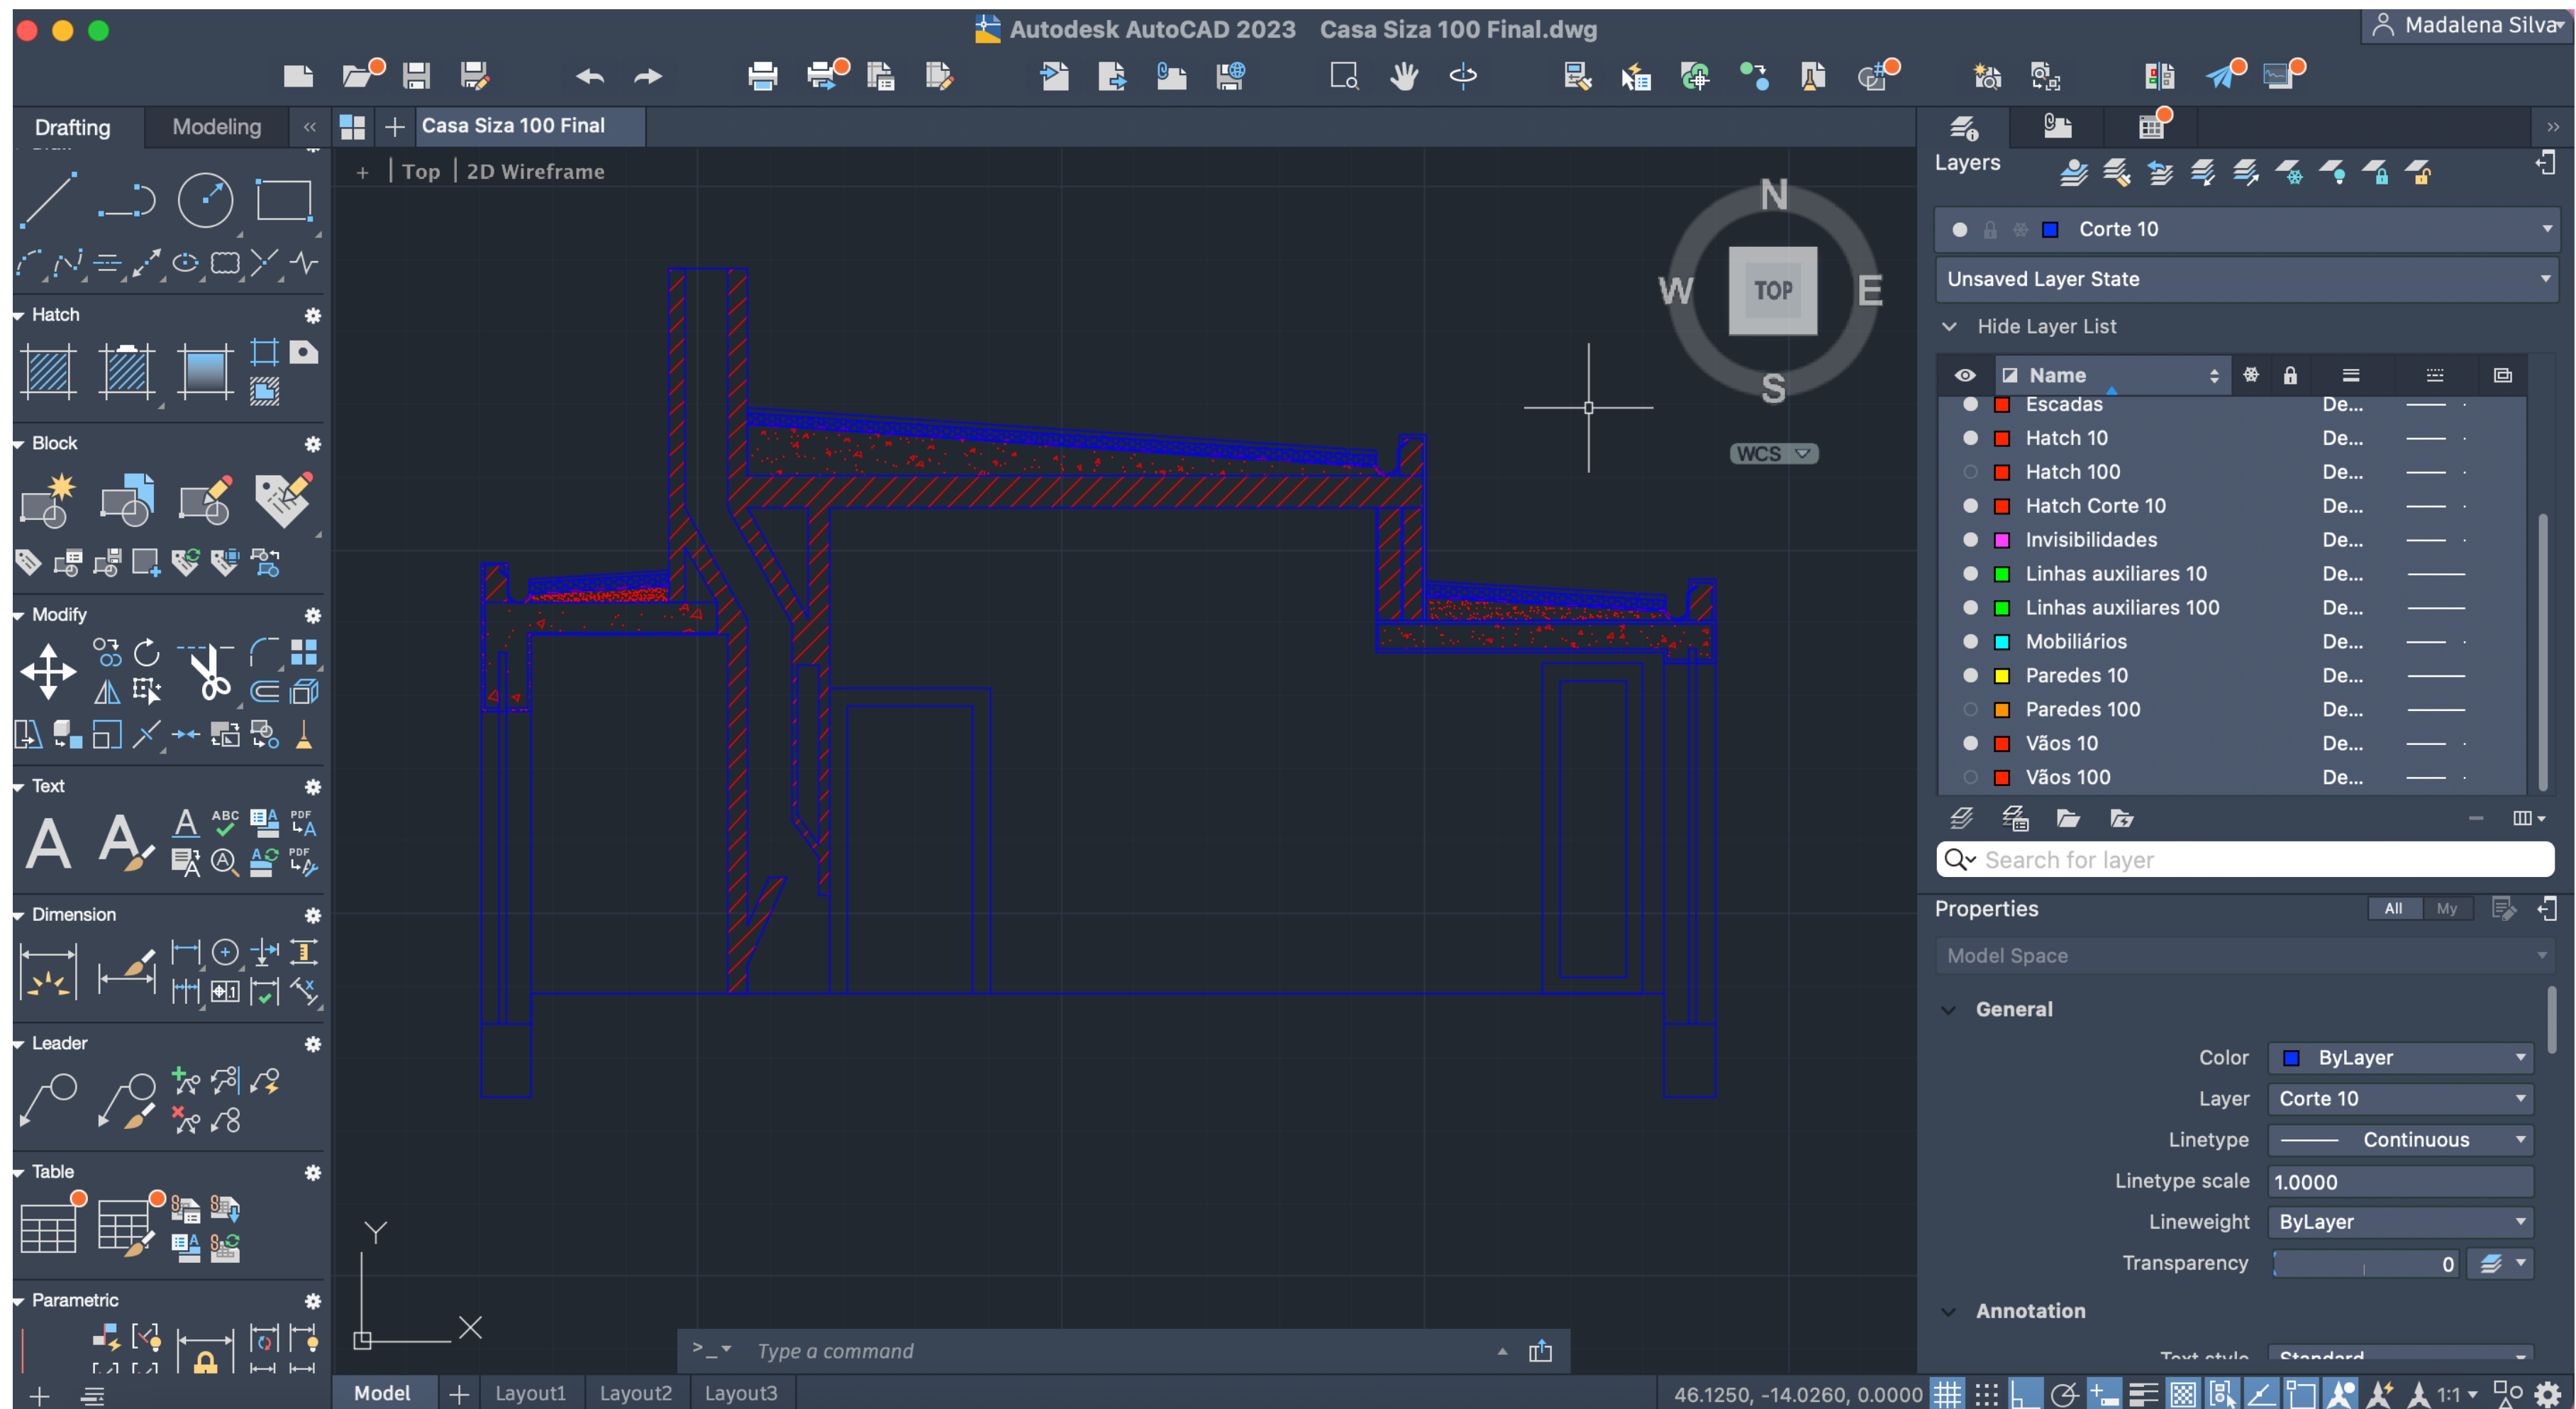 Autodesk AutoCAD 2023 Casa Siza 100 Final.dwg
Madalena Silva
Drafting
Modeling
Casa Siza 100 Final
+ | Top | 2D Wireframe
Hatch
Block
Modify
Text
A A A ABC A PDF A
A A A PDF
Dimension
Leader
Table
Parametric
N
W TOP E
S
WCS
Y
X
>_ Type a command
Model
Layout1
Layout2
Layout3
46.1250, -14.0260, 0.0000
1:1
Layers
Corte 10
Unsaved Layer State
Hide Layer List
Name
Escadas De...
Hatch 10 De...
Hatch 100 De...
Hatch Corte 10 De...
Invisibilidades De...
Linhas auxiliares 10 De...
Linhas auxiliares 100 De...
Mobiliários De...
Paredes 10 De...
Paredes 100 De...
Vãos 10 De...
Vãos 100 De...
Search for layer
Properties All My
Model Space
General
Color ByLayer
Layer Corte 10
Linetype Continuous
Linetype scale 1.0000
Lineweight ByLayer
Transparency 0
Annotation
Text style Standard